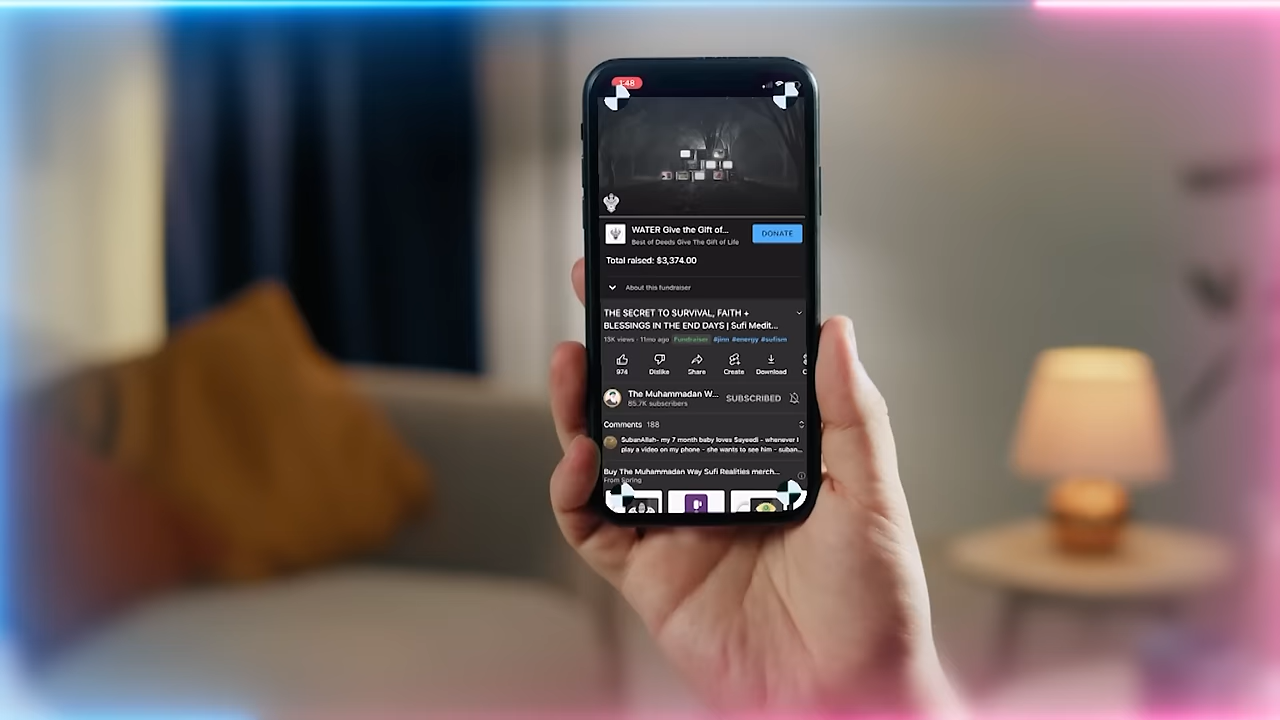 1:48
WATER Give the Gift of...
Best of Deeds Give The Gift of Life
DONATE
Total raised: $3,374.00
About this fundraiser
THE SECRET TO SURVIVAL, FAITH +
BLESSINGS IN THE END DAYS | Sufi Medit...
13K views · 11mo ago Fundraiser #jinn #energy #sufism
974 Dislike Share Create Download
The Muhammadan W...
85.7K subscribers
SUBSCRIBED
Comments 188
SubanAllah- my 7 month baby loves Sayeedi - whenever I
play a video on my phone - she wants to see him - suban...
Buy The Muhammadan Way Sufi Realities merch...
From Spring